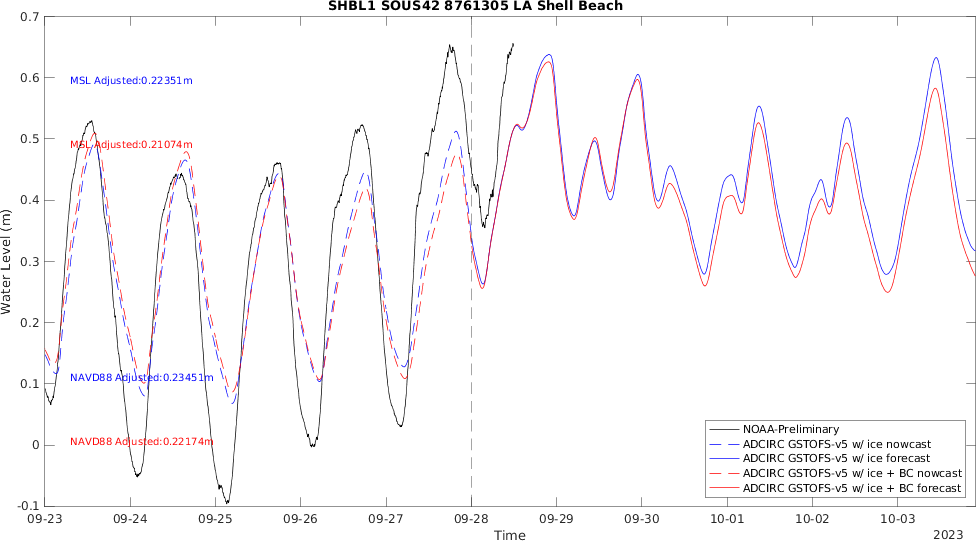 SHBL1 SOUS42 8761305 LA Shell Beach
0.7
0.6
0.5
0.4
0.3
0.2
0.1
0
-0.1
Water Level (m)
MSL Adjusted:0.22351m
MSL Adjusted:0.21074m
NAVD88 Adjusted:0.23451m
NAVD88 Adjusted:0.22174m
NOAA-Preliminary
ADCIRC GSTOFS-v5 w/ ice nowcast
ADCIRC GSTOFS-v5 w/ ice forecast
ADCIRC GSTOFS-v5 w/ ice + BC nowcast
ADCIRC GSTOFS-v5 w/ ice + BC forecast
09-23 09-24 09-25 09-26 09-27 09-28 09-29 09-30 10-01 10-02 10-03
Time
2023